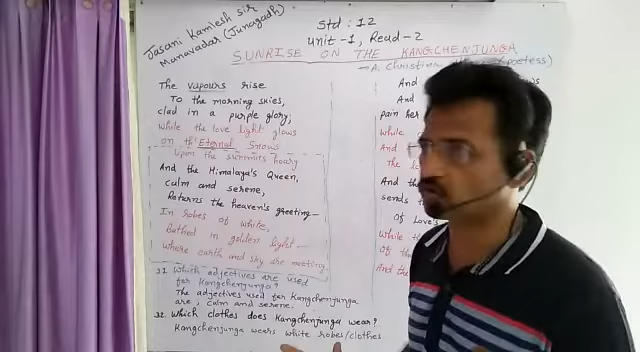 Jasani Kamlesh Sir
Manavadar (Junagadh)
Std : 12
Unit -1, Read-2
SUNRISE ON THE KANGCHENJUNGA
→ A. Christina (Poetess)
The vapours rise
To the morning skies,
clad in a purple glory,
While the love light glows
on th' Eternal snows
Upon the summits hoary
And the Himalaya's Queen,
calm and serene,
Returns the heaven's greeting—
In robes of white,
Bathed in golden light—
Where earth and sky are meeting
31. Which adjectives are used
for Kangchenjunga?
The adjectives used for Kangchenjunga
are : calm and serene.
32. Which clothes does Kangchenjunga wear?
Kangchenjunga wears white robes/clothes
And
And
pain her
While
And
The
And the
sends
Of Love's
While
Of th
And the